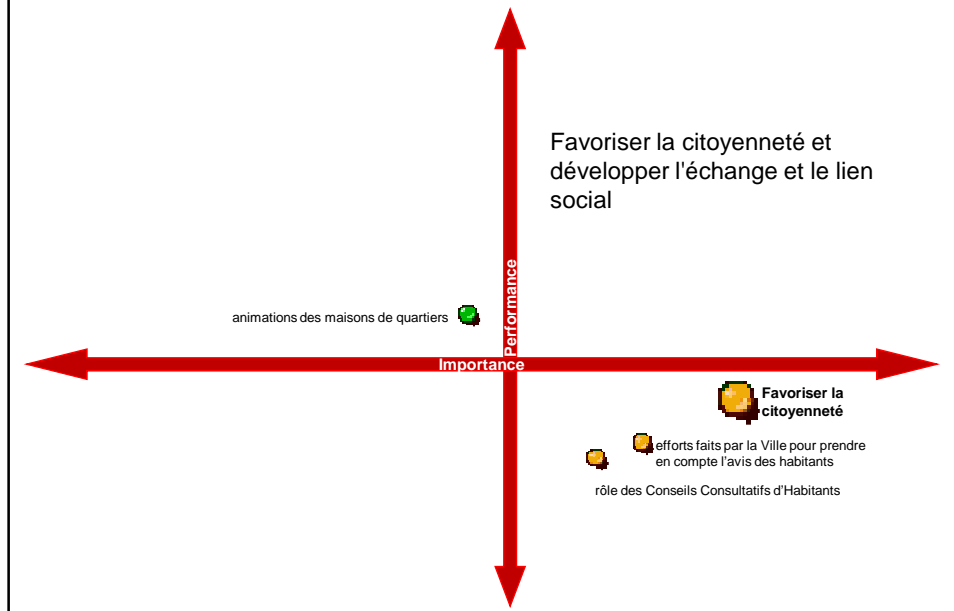 Favoriser la citoyenneté et
développer l'échange et le lien
social
Performance
animations des maisons de quartiers
Importance
Favoriser la
citoyenneté
efforts faits par la Ville pour prendre
en compte l’avis des habitants
rôle des Conseils Consultatifs d’Habitants